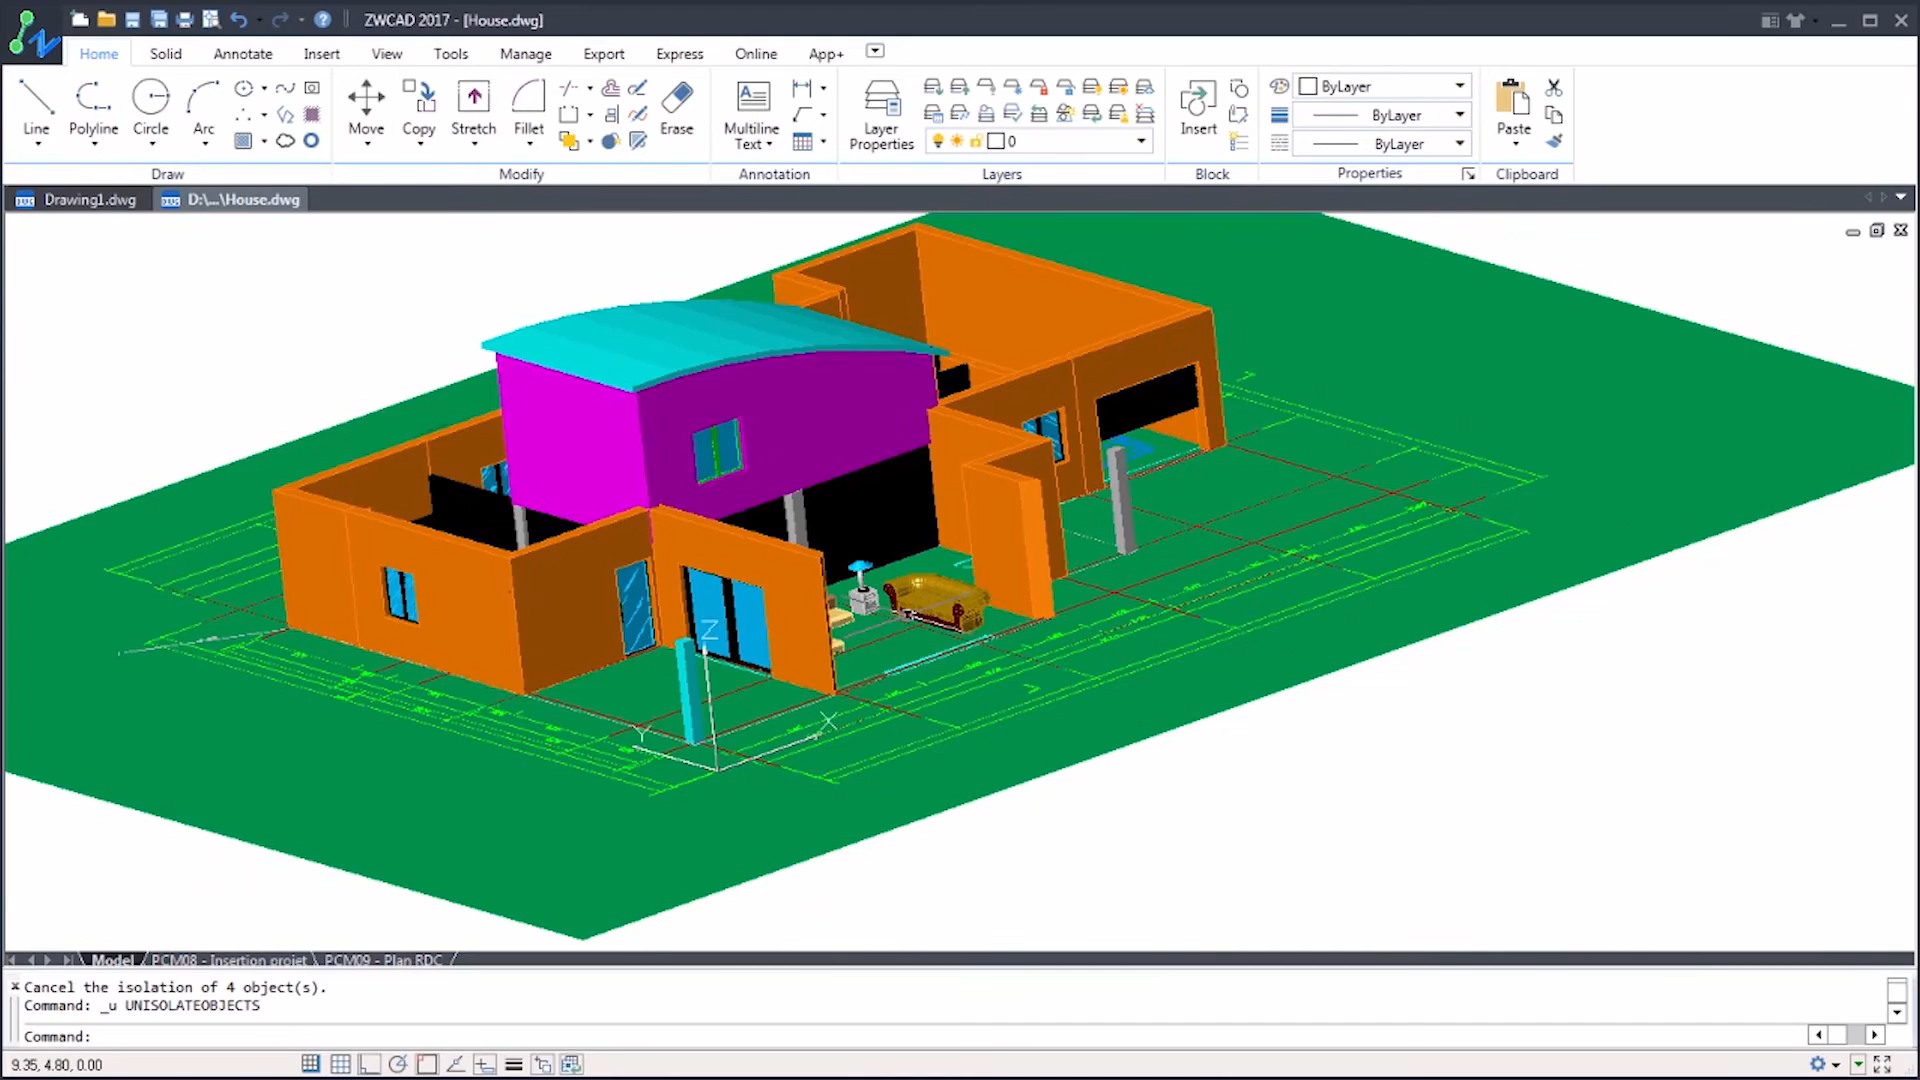 ZWCAD 2017 - [House.dwg]
Home Solid Annotate Insert View Tools Manage Export Express Online App+
Line Polyline Circle Arc
Move Copy Stretch Fillet Erase
Multiline Text
Layer Properties
0
Insert
ByLayer
ByLayer
ByLayer
Paste
Draw Modify Annotation Layers Block Properties Clipboard
Drawing1.dwg D:\...\House.dwg
Z
X
Y
Model PCM08 - Insertion projet PCM09 - Plan RDC
Cancel the isolation of 4 object(s).
Command: _u UNISOLATEOBJECTS
Command:
9.35, 4.80, 0.00